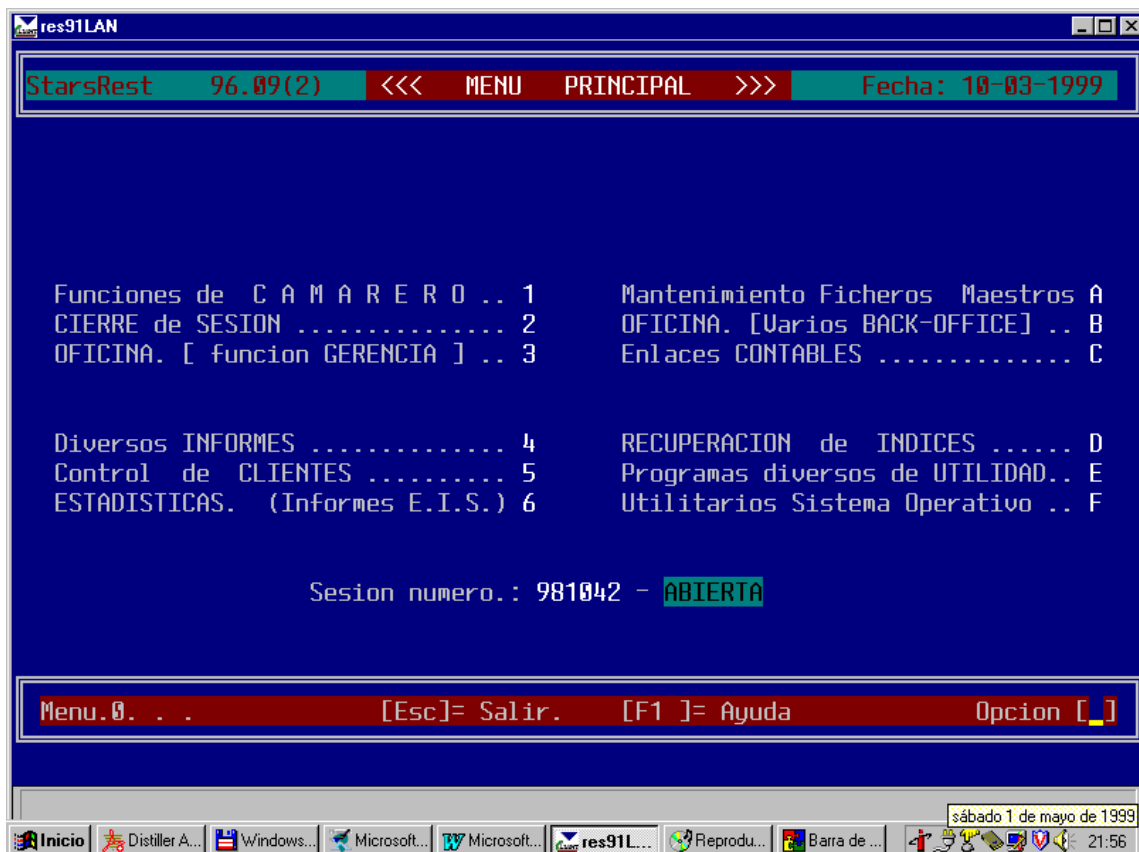 res91LAN
StarsRest 96.09(2) <<< MENU PRINCIPAL >>> Fecha: 10-03-1999
Funciones de C A M A R E R O .. 1
CIERRE de SESION ............... 2
OFICINA. [ funcion GERENCIA ] .. 3
Mantenimiento Ficheros Maestros A
OFICINA. [Varios BACK-OFFICE] .. B
Enlaces CONTABLES .............. C
Diversos INFORMES .............. 4
Control de CLIENTES .......... 5
ESTADISTICAS. (Informes E.I.S.) 6
RECUPERACION de INDICES ...... D
Programas diversos de UTILIDAD.. E
Utilitarios Sistema Operativo .. F
Sesion numero.: 981042 - ABIERTA
Menu.0. . . [Esc]= Salir. [F1 ]= Ayuda Opcion [_]
sábado 1 de mayo de 1999
Inicio Distiller A... Windows... Microsoft... Microsoft... res91L... Reprodu... Barra de ... 21:56